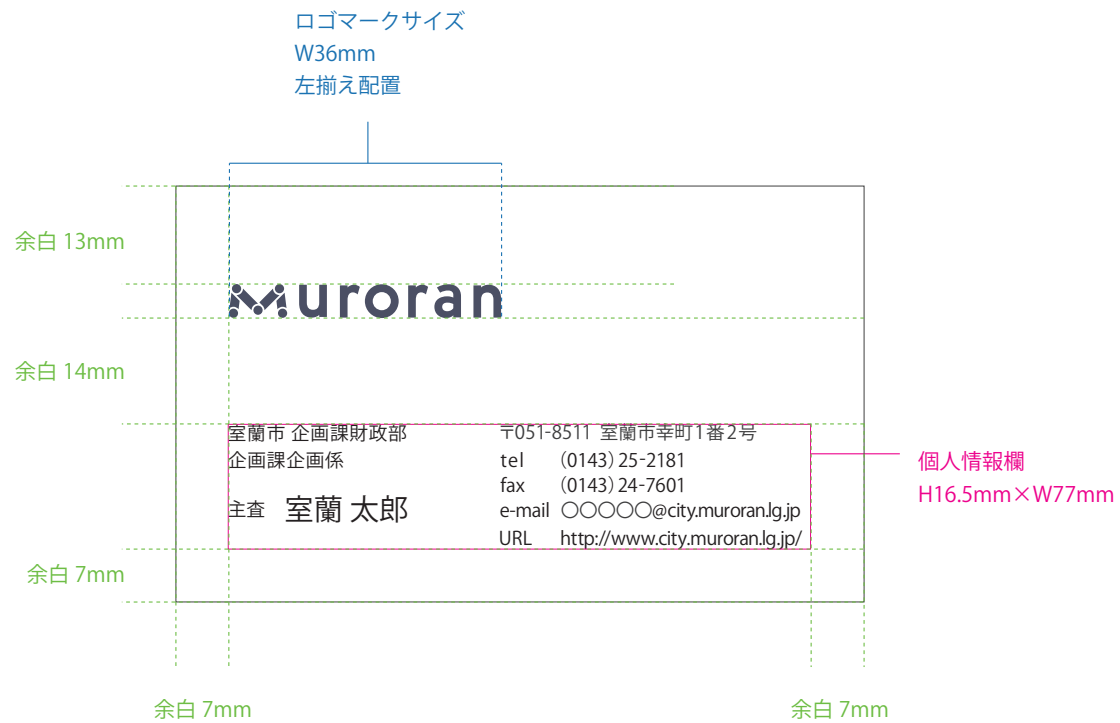 ロゴマークサイズ
W36mm
左揃え配置
余白 13mm
muroran
余白 14mm
室蘭市 企画課財政部
企画課企画係
主査 室蘭 太郎
〒051-8511 室蘭市幸町1番2号
tel (0143)25-2181
fax (0143)24-7601
e-mail 〇〇〇〇〇@city.muroran.lg.jp
URL http://www.city.muroran.lg.jp/
個人情報欄
H16.5mm×W77mm
余白 7mm
余白 7mm
余白 7mm